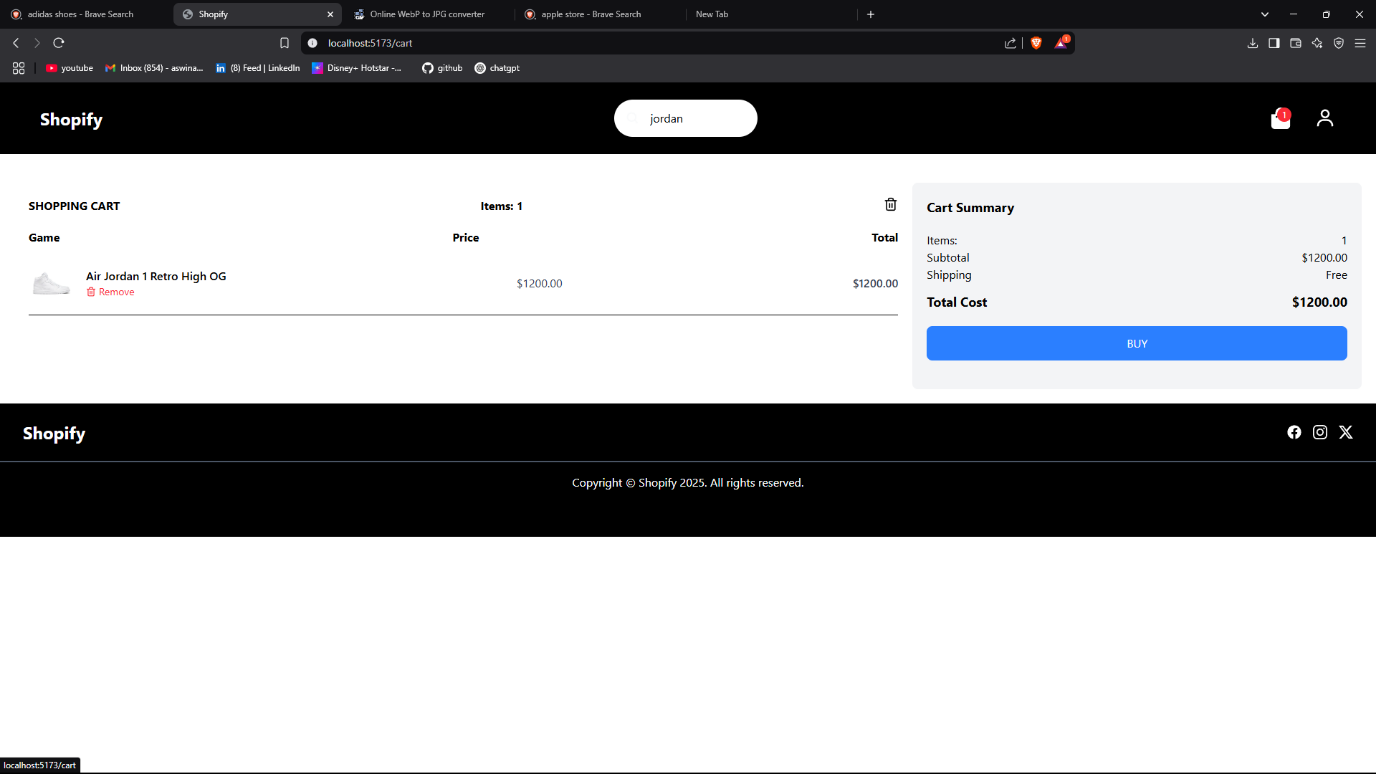 adidas shoes - Brave Search
Shopify
Online WebP to JPG converter
apple store - Brave Search
New Tab
localhost:5173/cart
1
youtube
Inbox (854) - aswina...
(8) Feed | LinkedIn
Disney+ Hotstar -...
github
chatgpt
Shopify
jordan
1
SHOPPING CART
Items: 1
Game
Price
Total
Air Jordan 1 Retro High OG
Remove
$1200.00
$1200.00
Cart Summary
Items:
1
Subtotal
$1200.00
Shipping
Free
Total Cost
$1200.00
BUY
Shopify
Copyright © Shopify 2025. All rights reserved.
localhost:5173/cart